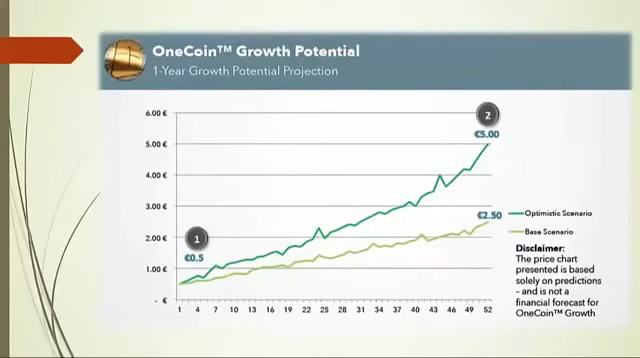 OneCoin™ Growth Potential
1-Year Growth Potential Projection
6.00 €
5.00 €
4.00 €
3.00 €
2.00 €
1.00 €
- €
2
€5.00
1
€0.5
€2.50
1 4 7 10 13 16 19 22 25 28 31 34 37 40 43 46 49 52
Optimistic Scenario
Base Scenario
Disclaimer:
The price chart
presented is based
solely on predictions
– and is not a
financial forecast for
OneCoin™ Growth